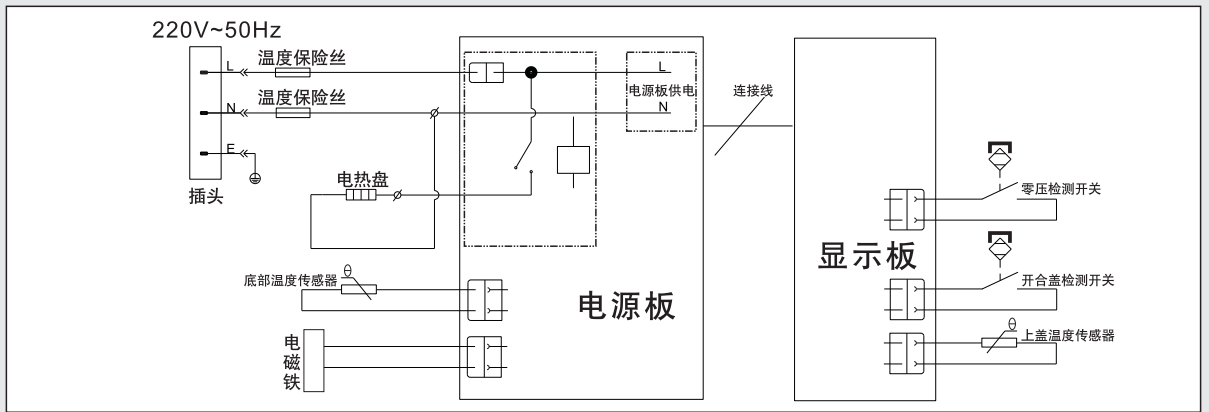 220V~50Hz
L
温度保险丝
N
温度保险丝
E
插头
电热盘
底部温度传感器
θ
电
磁
铁
L
电源板供电
N
电源板
连接线
显示板
零压检测开关
开合盖检测开关
θ
上盖温度传感器